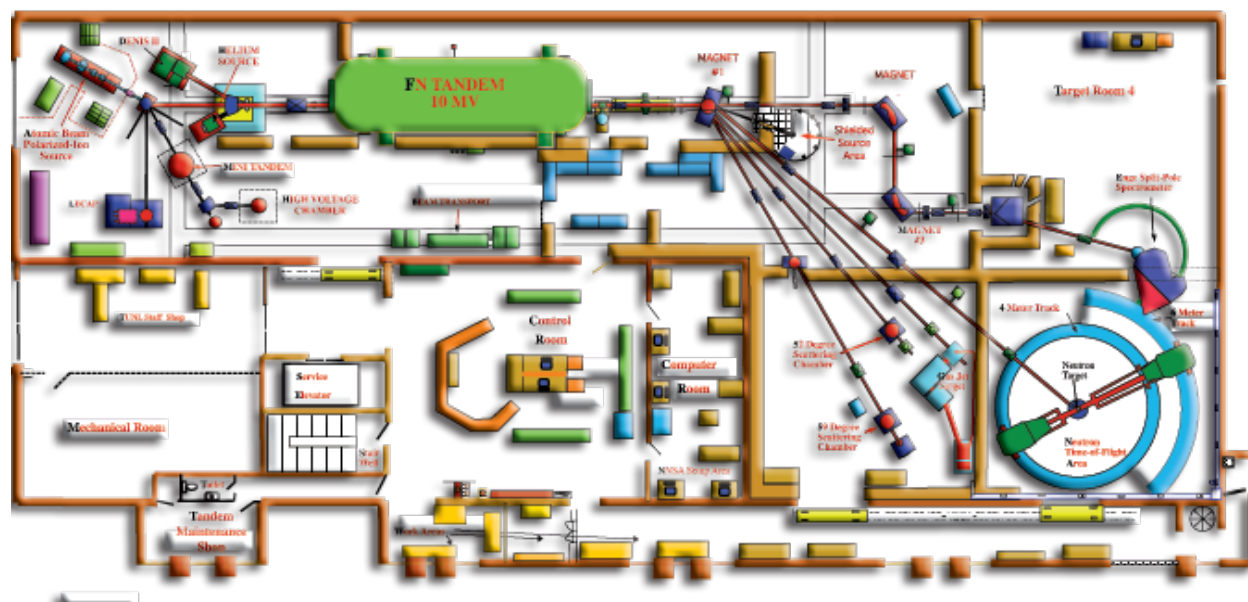 DENIS II
HELIUM
SOURCE
MAGNET
#1
MAGNET
FN TANDEM
10 MV
Target Room 4
Atomic Beam
Polarized-Ion
Source
Shielded
Source
Area
MINI TANDEM
Enge Split-Pole
Spectrometer
LECAF
HIGH VOLTAGE
CHAMBER
BEAM TRANSPORT
MAGNET
#2
TUNL Staff Shop
Control
Room
4 Meter Track
6 Meter
Track
52 Degree
Scattering
Chamber
Computer
Room
Gas Jet
Target
Neutron
Target
Service
Elevator
Mechanical Room
59 Degree
Scattering
Chamber
Neutron
Time-of-Flight
Area
Stair
Well
NNSA Setup Area
Toilet
Tandem
Maintenance
Shop
Work Areas